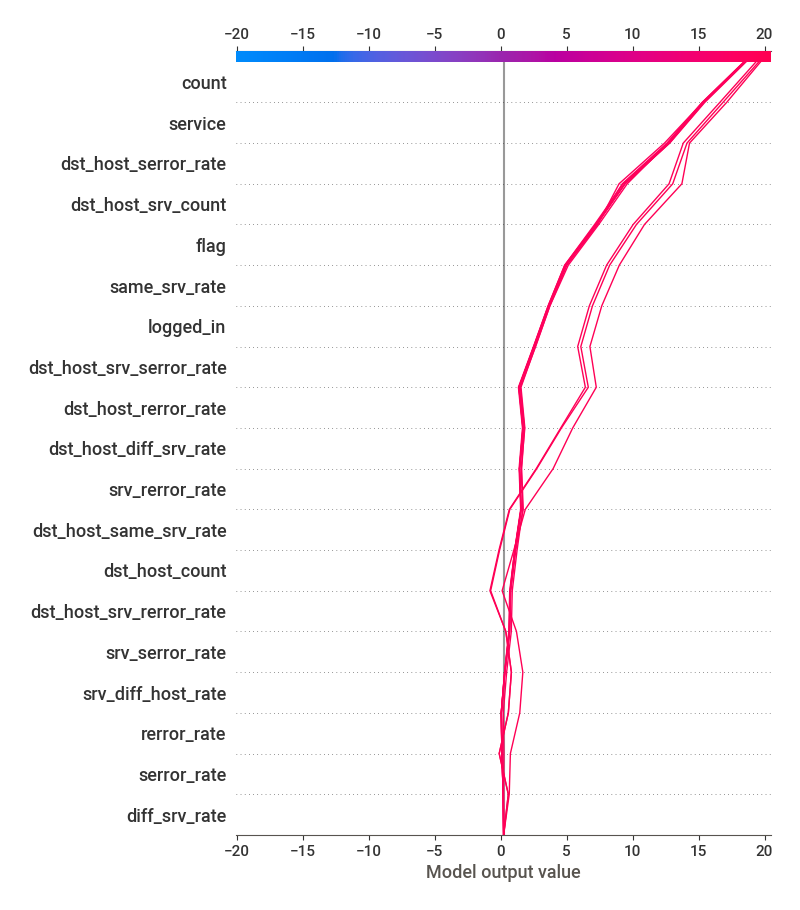 −20 −15 −10 −5 0 5 10 15 20
count
service
dst_host_serror_rate
dst_host_srv_count
flag
same_srv_rate
logged_in
dst_host_srv_serror_rate
dst_host_rerror_rate
dst_host_diff_srv_rate
srv_rerror_rate
dst_host_same_srv_rate
dst_host_count
dst_host_srv_rerror_rate
srv_serror_rate
srv_diff_host_rate
rerror_rate
serror_rate
diff_srv_rate
−20 −15 −10 −5 0 5 10 15 20
Model output value